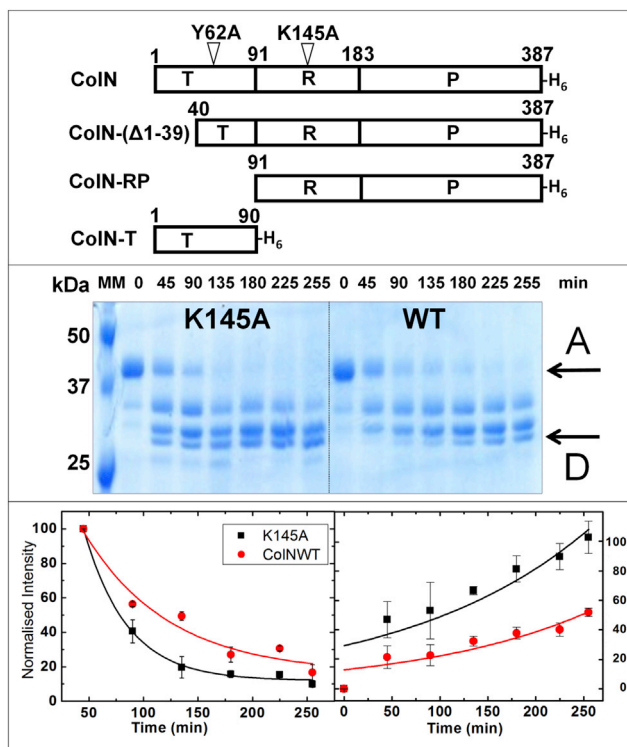 Y62A K145A
1 91 183 387
ColN T R P -H₆
40 387
ColN-(Δ1-39) T R P -H₆
91 387
ColN-RP R P -H₆
1 90
ColN-T T -H₆
kDa MM 0 45 90 135 180 225 255 0 45 90 135 180 225 255 min
50 K145A WT A
37
25 D
100 K145A 100
ColNWT
80 80
60 60
40 40
20 20
0 0
Normalised Intensity
50 100 150 200 250 0 50 100 150 200 250
Time (min) Time (min)